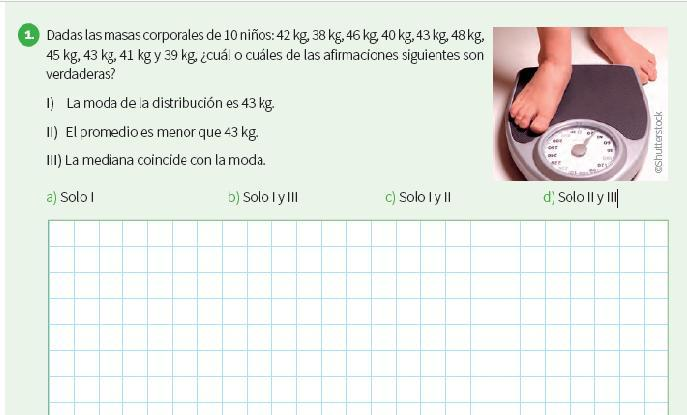 1. Dadas las masas corporales de 10 niños: 42 kg, 38 kg, 46 kg, 40 kg, 43 kg, 48 kg,
45 kg, 43 kg, 41 kg y 39 kg, ¿cuál o cuáles de las afirmaciones siguientes son
verdaderas?
I) La moda de la distribución es 43 kg.
II) El promedio es menor que 43 kg.
III) La mediana coincide con la moda.
©Shutterstock
a) Solo I b) Solo I y III c) Solo I y II d) Solo II y III